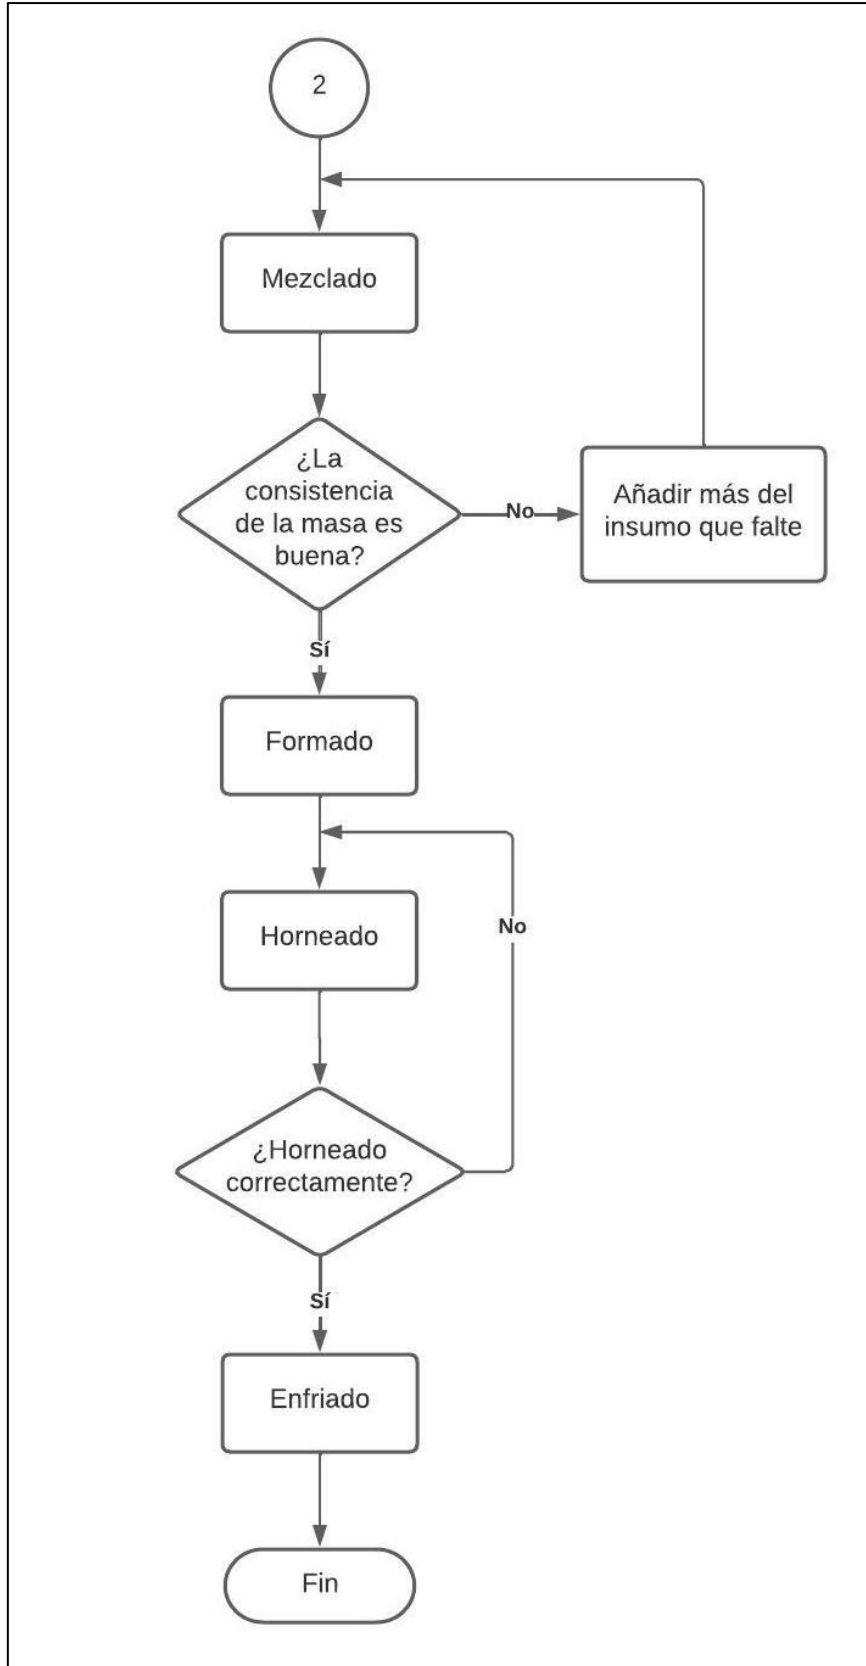 2
Mezclado
¿La
consistencia
de la masa es
buena?
No
Añadir más del
insumo que falte
Sí
Formado
Horneado
No
¿Horneado
correctamente?
Sí
Enfriado
Fin